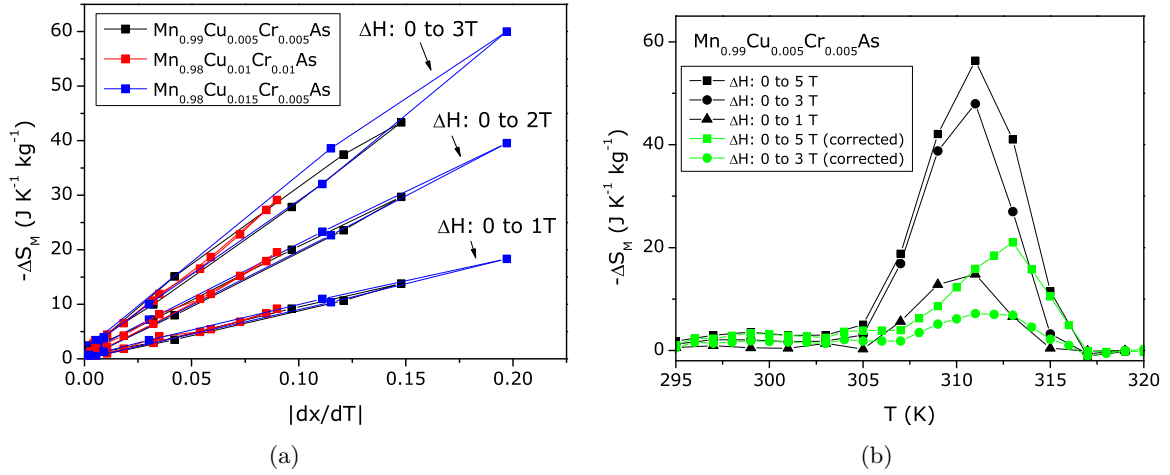 Mn0.99Cu0.005Cr0.005As
Mn0.98Cu0.01Cr0.01As
Mn0.98Cu0.015Cr0.005As
ΔH: 0 to 3T
ΔH: 0 to 2T
ΔH: 0 to 1T
-ΔSM (J K-1 kg-1)
60
50
40
30
20
10
0
0.00
0.05
0.10
0.15
0.20
|dx/dT|
(a)
Mn0.99Cu0.005Cr0.005As
ΔH: 0 to 5 T
ΔH: 0 to 3 T
ΔH: 0 to 1 T
ΔH: 0 to 5 T (corrected)
ΔH: 0 to 3 T (corrected)
-ΔSM (J K-1 kg-1)
60
40
20
0
295
300
305
310
315
320
T (K)
(b)